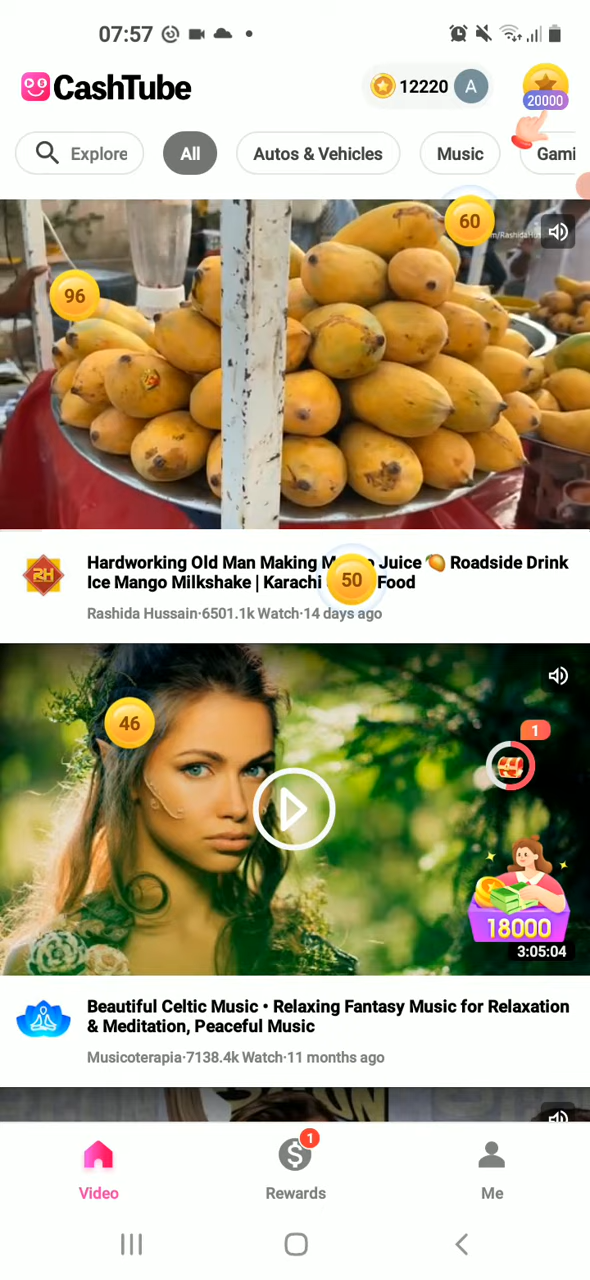 07:57
CashTube
12220 A
20000
Explore All Autos & Vehicles Music Gami
60
m/RashidaHus
96
RH
Hardworking Old Man Making M Juice 🥭 Roadside Drink
Ice Mango Milkshake | Karachi Food
50
Rashida Hussain·6501.1k Watch·14 days ago
46
1
18000
3:05:04
Beautiful Celtic Music • Relaxing Fantasy Music for Relaxation
& Meditation, Peaceful Music
Musicoterapia·7138.4k Watch·11 months ago
1
Video Rewards Me